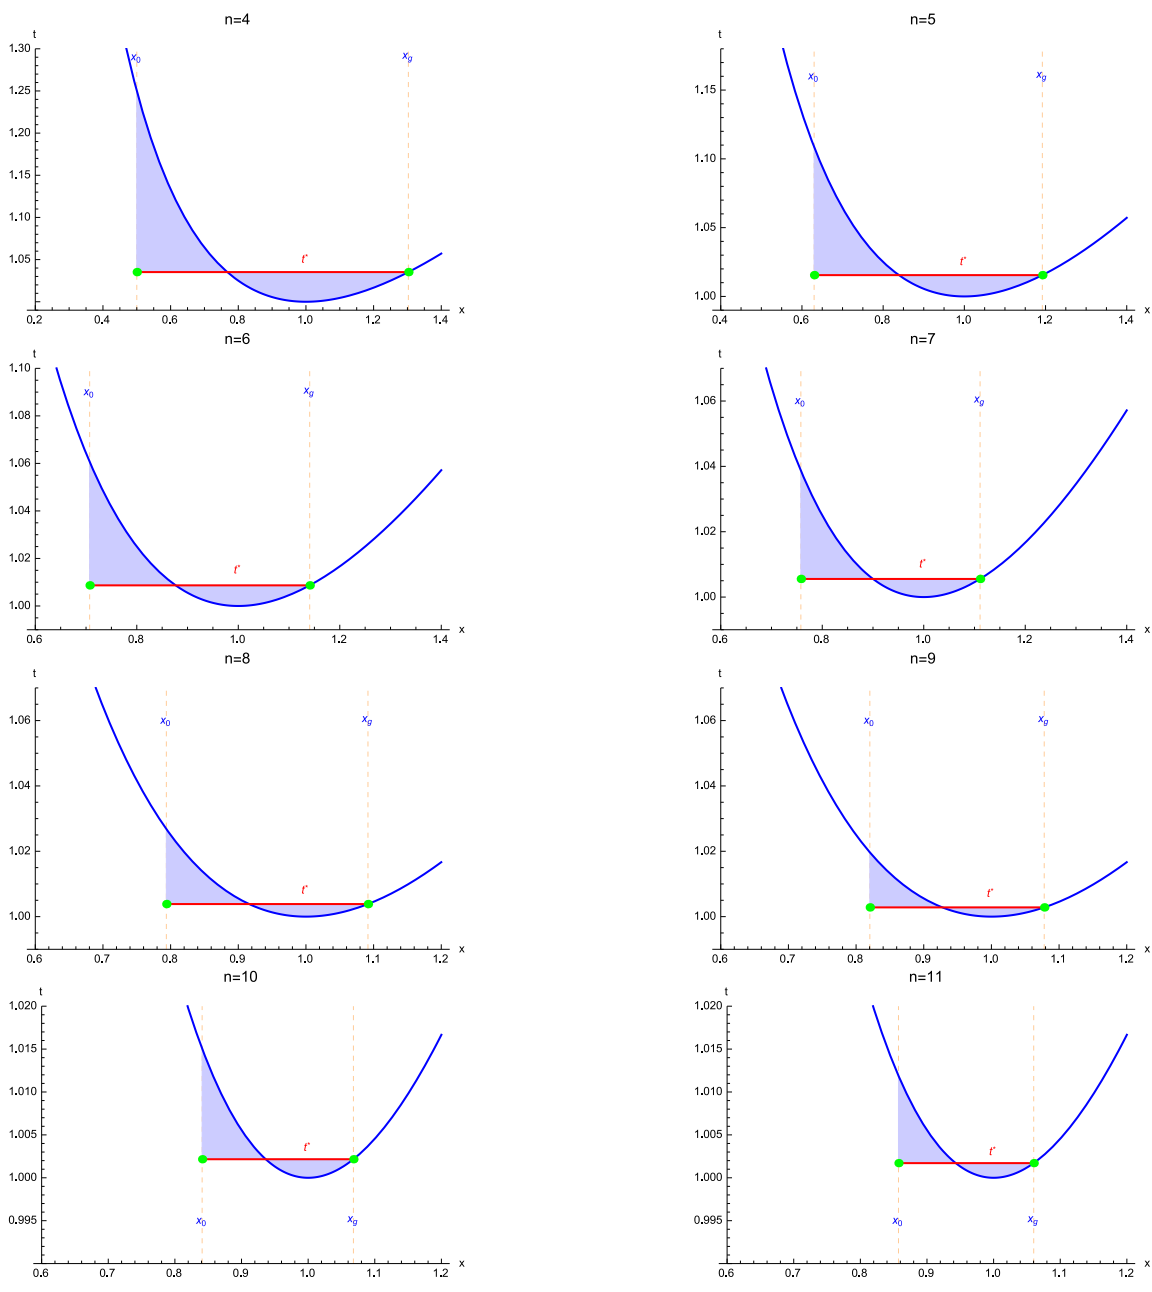 n=4
t
1.30
1.25
1.20
1.15
1.10
1.05
x0
xg
t*
0.2 0.4 0.6 0.8 1.0 1.2 1.4 x
n=5
t
1.15
1.10
1.05
1.00
x0
xg
t*
0.4 0.6 0.8 1.0 1.2 1.4 x
n=6
t
1.10
1.08
1.06
1.04
1.02
1.00
x0
xg
t*
0.6 0.8 1.0 1.2 1.4 x
n=7
t
1.06
1.04
1.02
1.00
x0
xg
t*
0.6 0.8 1.0 1.2 1.4 x
n=8
t
1.06
1.04
1.02
1.00
x0
xg
t*
0.6 0.7 0.8 0.9 1.0 1.1 1.2 x
n=9
t
1.06
1.04
1.02
1.00
x0
xg
t*
0.6 0.7 0.8 0.9 1.0 1.1 1.2 x
n=10
t
1.020
1.015
1.010
1.005
1.000
0.995
t*
x0
xg
0.6 0.7 0.8 0.9 1.0 1.1 1.2 x
n=11
t
1.020
1.015
1.010
1.005
1.000
0.995
t*
x0
xg
0.6 0.7 0.8 0.9 1.0 1.1 1.2 x